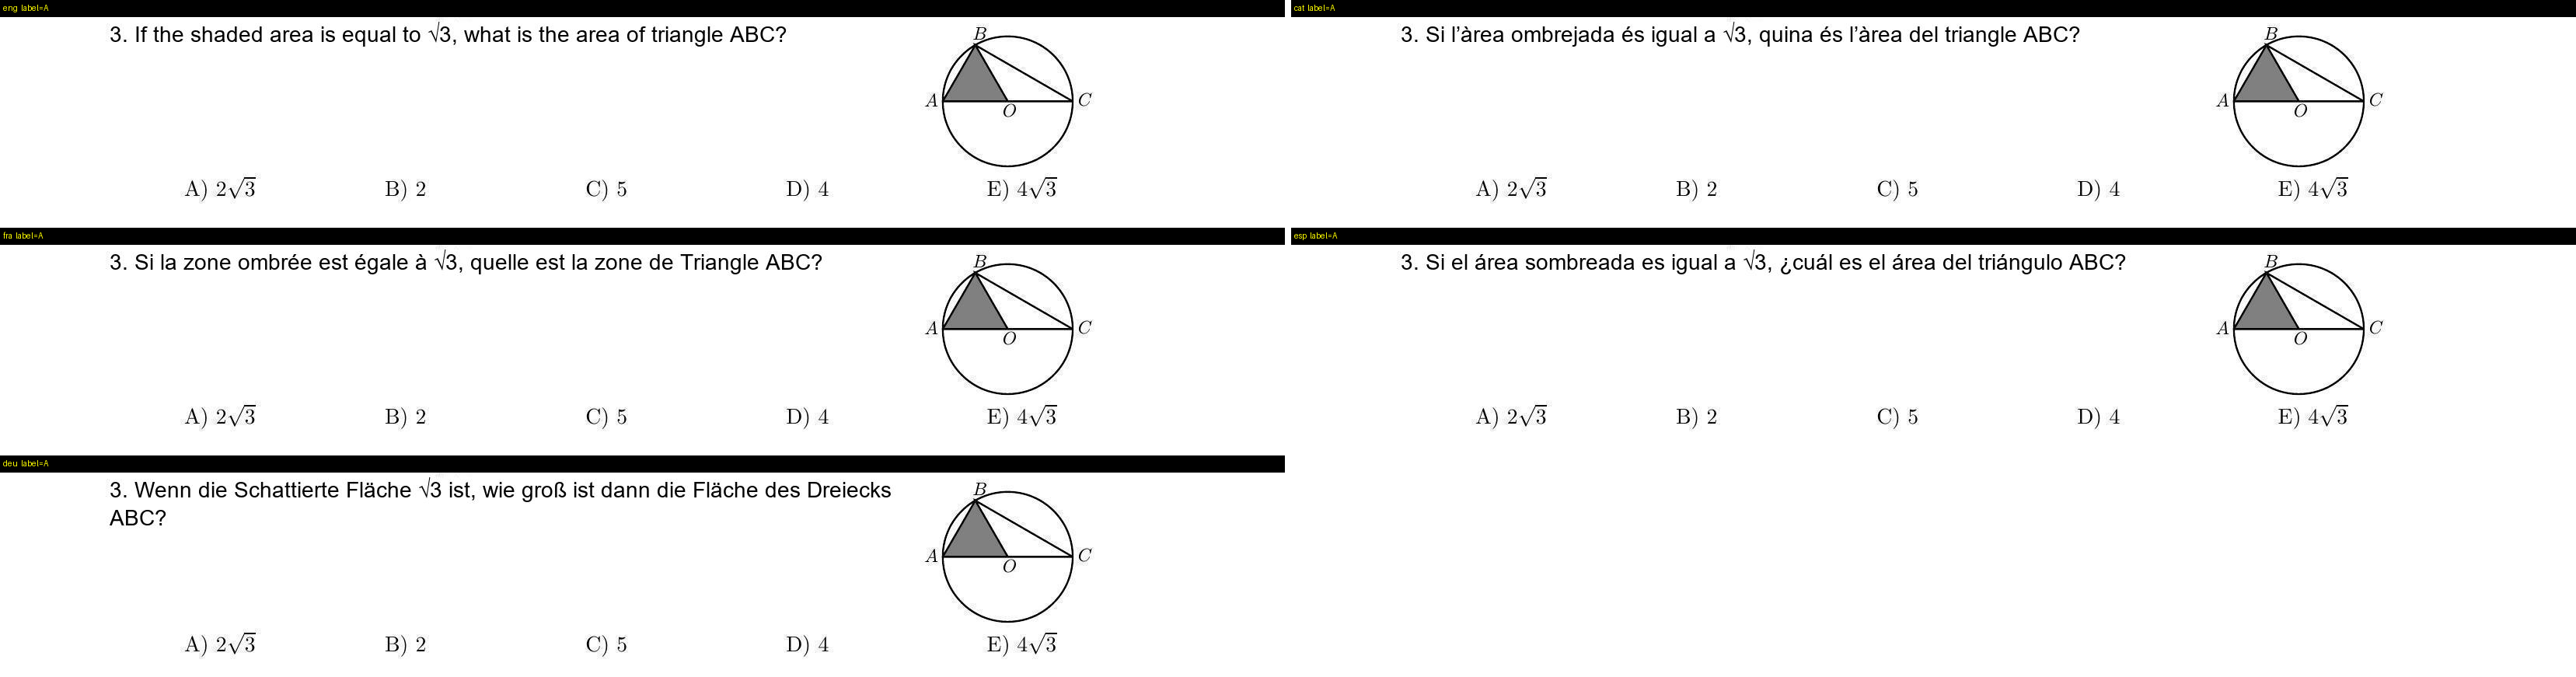 eng label=A
3. If the shaded area is equal to √3, what is the area of triangle ABC?
B
A
O
C
A) 2√3 B) 2 C) 5 D) 4 E) 4√3
cat label=A
3. Si l’àrea ombrejada és igual a √3, quina és l’àrea del triangle ABC?
B
A
O
C
A) 2√3 B) 2 C) 5 D) 4 E) 4√3
fra label=A
3. Si la zone ombrée est égale à √3, quelle est la zone de Triangle ABC?
B
A
O
C
A) 2√3 B) 2 C) 5 D) 4 E) 4√3
esp label=A
3. Si el área sombreada es igual a √3, ¿cuál es el área del triángulo ABC?
B
A
O
C
A) 2√3 B) 2 C) 5 D) 4 E) 4√3
deu label=A
3. Wenn die Schattierte Fläche √3 ist, wie groß ist dann die Fläche des Dreiecks
ABC?
B
A
O
C
A) 2√3 B) 2 C) 5 D) 4 E) 4√3